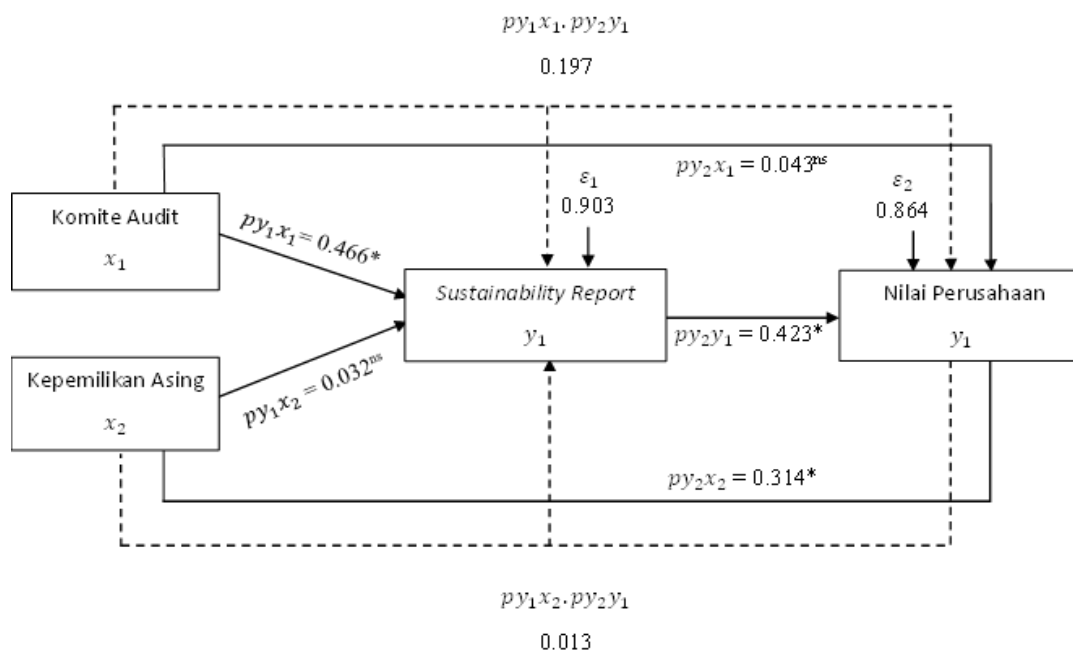 py₁x₁. py₂y₁
0.197
py₂x₁ = 0.043ⁿˢ
ε₁
0.903
ε₂
0.864
Komite Audit
x₁
py₁x₁ = 0.466*
Sustainability Report
y₁
Nilai Perusahaan
y₁
py₂y₁ = 0.423*
Kepemilikan Asing
x₂
py₁x₂ = 0.032ⁿˢ
py₂x₂ = 0.314*
py₁x₂. py₂y₁
0.013